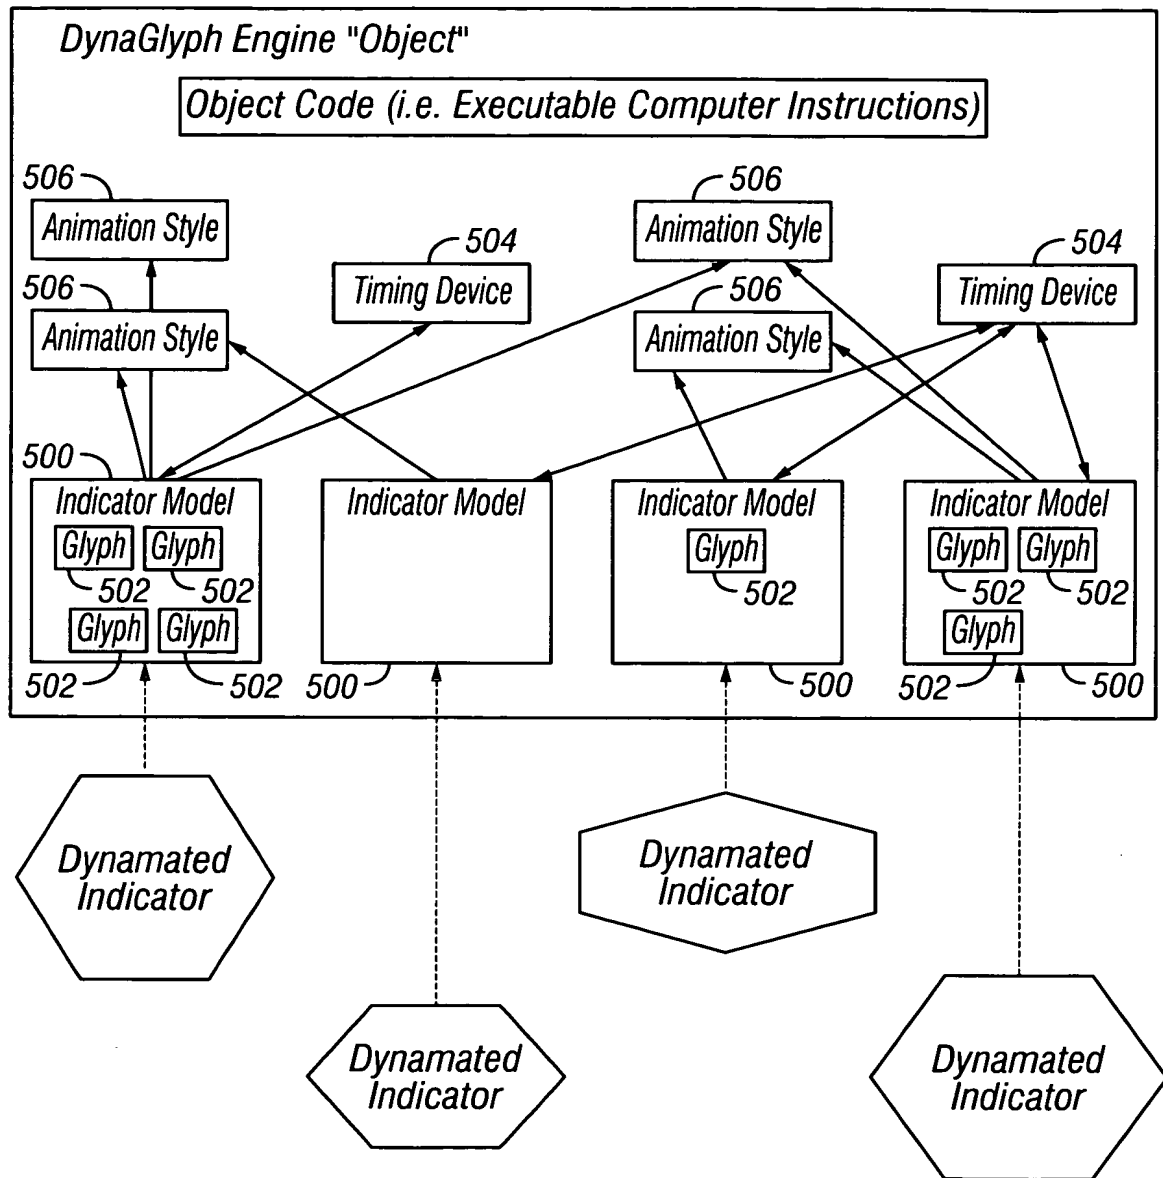 DynaGlyph Engine "Object"
Object Code (i.e. Executable Computer Instructions)
506
Animation Style
506
Animation Style
504
Timing Device
506
Animation Style
506
Animation Style
504
Timing Device
500
Indicator Model
Glyph
Glyph
502
502
Glyph
Glyph
502
502
Indicator Model
500
Indicator Model
Glyph
502
500
Indicator Model
Glyph
Glyph
502
502
Glyph
502
500
Dynamated
Indicator
Dynamated
Indicator
Dynamated
Indicator
Dynamated
Indicator